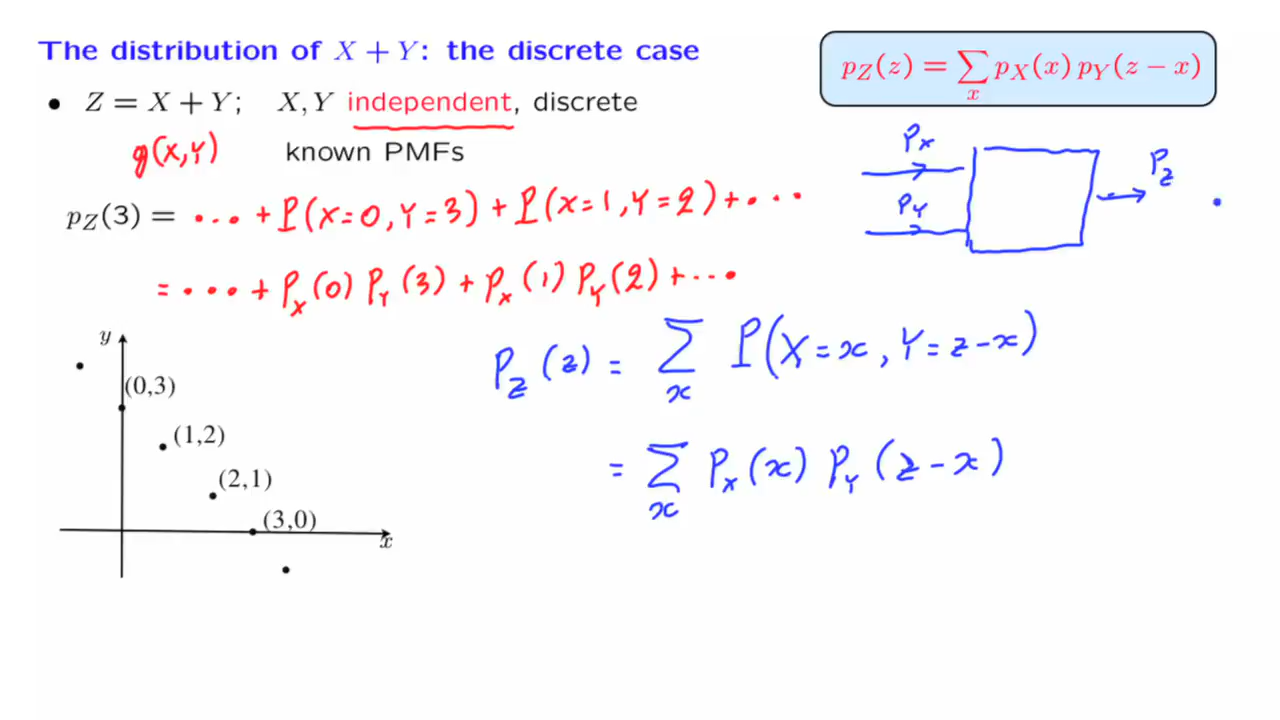 The distribution of X + Y: the discrete case
p_Z(z) = ∑_x p_X(x) p_Y(z − x)
• Z = X + Y; X, Y independent, discrete
g(X,Y) known PMFs
P_X
P_Y
P_Z
p_Z(3) = ··· + P(X=0, Y=3) + P(X=1, Y=2) + ···
= ··· + P_X(0) P_Y(3) + P_X(1) P_Y(2) + ···
P_Z(z) = ∑_x P(X=x, Y=z-x)
= ∑_x P_X(x) P_Y(z-x)
y
(0,3)
(1,2)
(2,1)
(3,0)
x